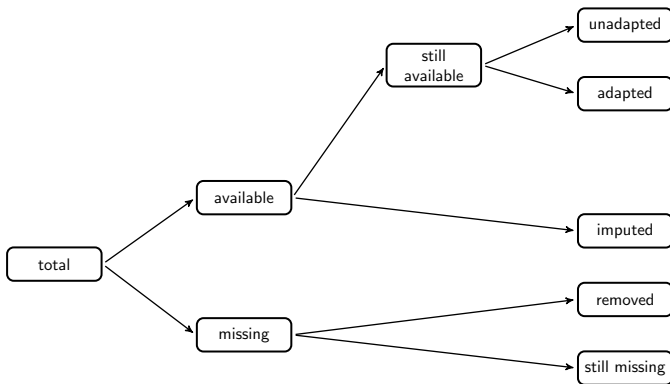 unadapted
still
available
adapted
available
imputed
total
removed
missing
still missing